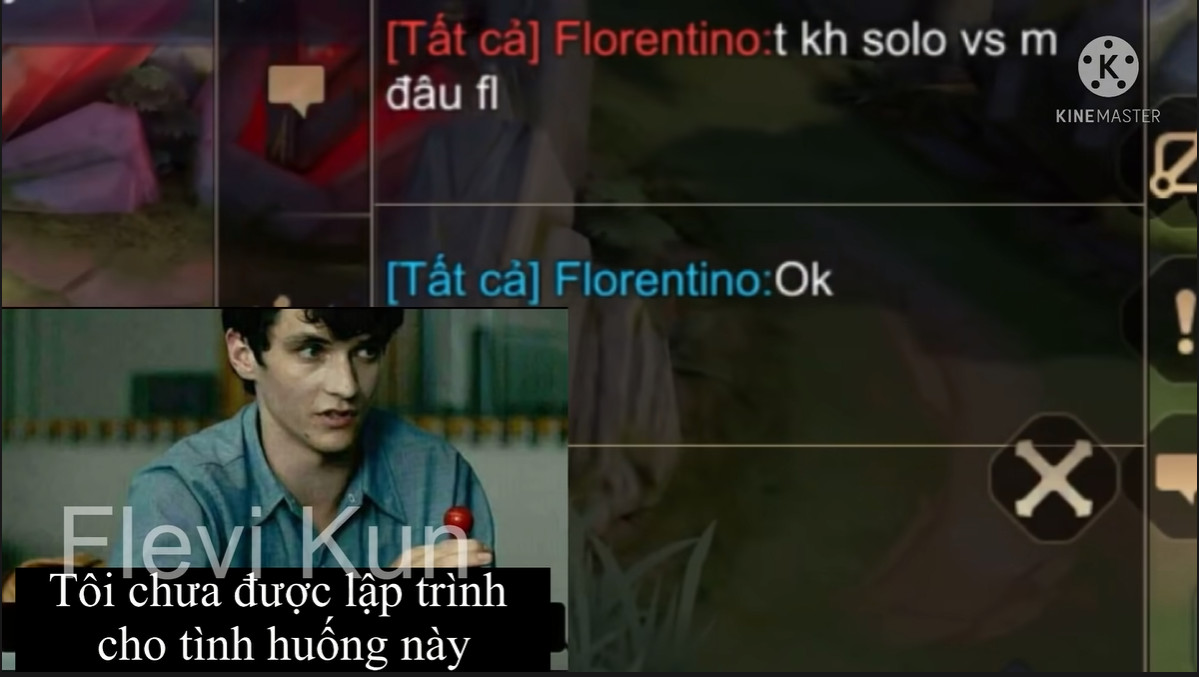 [Tất cả] Florentino:t kh solo vs m
đâu fl
KINEMASTER
[Tất cả] Florentino:Ok
Flevi Kun
Tôi chưa được lập trình
cho tình huống này